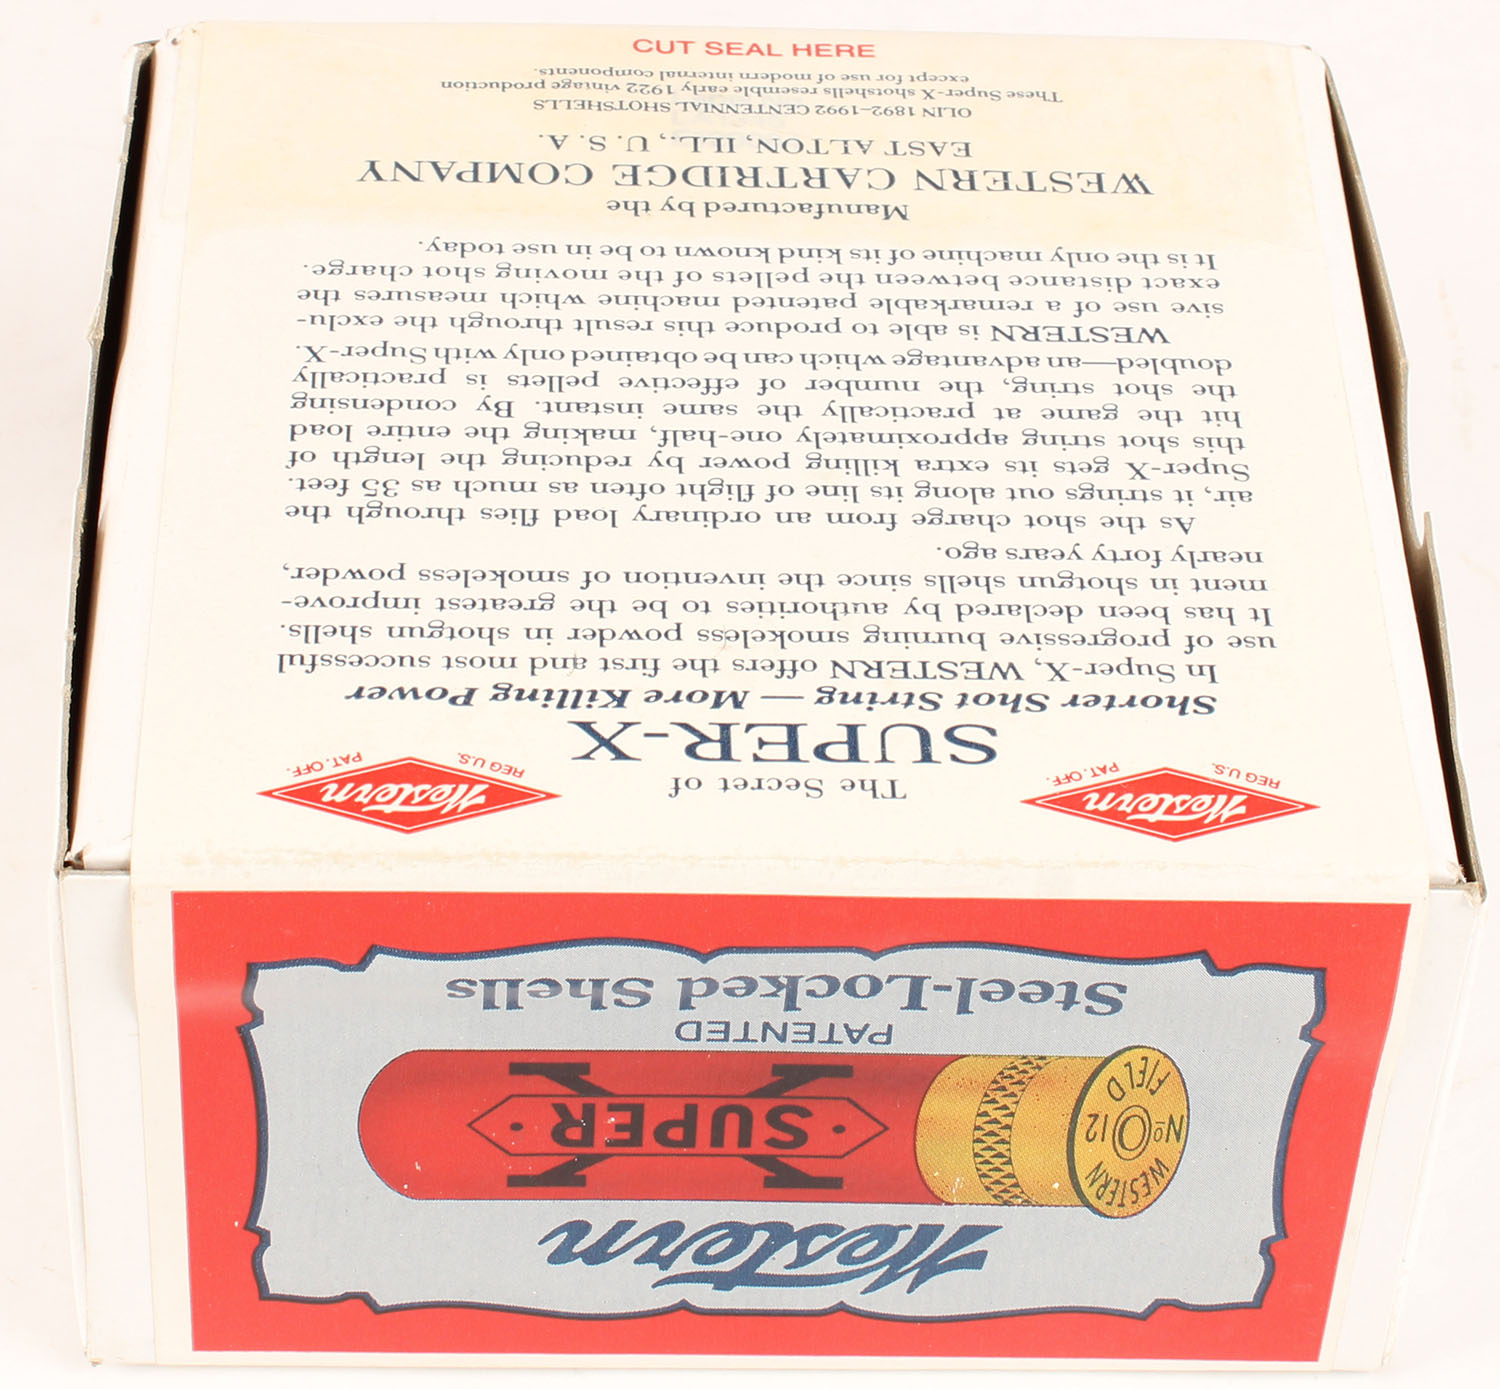 Western
WESTERN
No 12
FIELD
SUPER
X
PATENTED
Steel-Locked Shells
Western
REG U.S. PAT. OFF.
Western
REG U.S. PAT. OFF.
The Secret of
SUPER-X
Shorter Shot String — More Killing Power
In Super-X, WESTERN offers the first and most successful
use of progressive burning smokeless powder in shotgun shells.
It has been declared by authorities to be the greatest improve-
ment in shotgun shells since the invention of smokeless powder,
nearly forty years ago.
As the shot charge from an ordinary load flies through the
air, it strings out along its line of flight often as much as 35 feet.
Super-X gets its extra killing power by reducing the length of
this shot string approximately one-half, making the entire load
hit the game at practically the same instant. By condensing
the shot string, the number of effective pellets is practically
doubled—an advantage which can be obtained only with Super-X.
WESTERN is able to produce this result through the exclu-
sive use of a remarkable patented machine which measures the
exact distance between the pellets of the moving shot charge.
It is the only machine of its kind known to be in use today.
Manufactured by the
WESTERN CARTRIDGE COMPANY
EAST ALTON, ILL., U. S. A.
OLIN 1892-1992 CENTENNIAL SHOTSHELLS
These Super-X shotshells resemble early 1922 vintage production
except for use of modern internal components.
CUT SEAL HERE